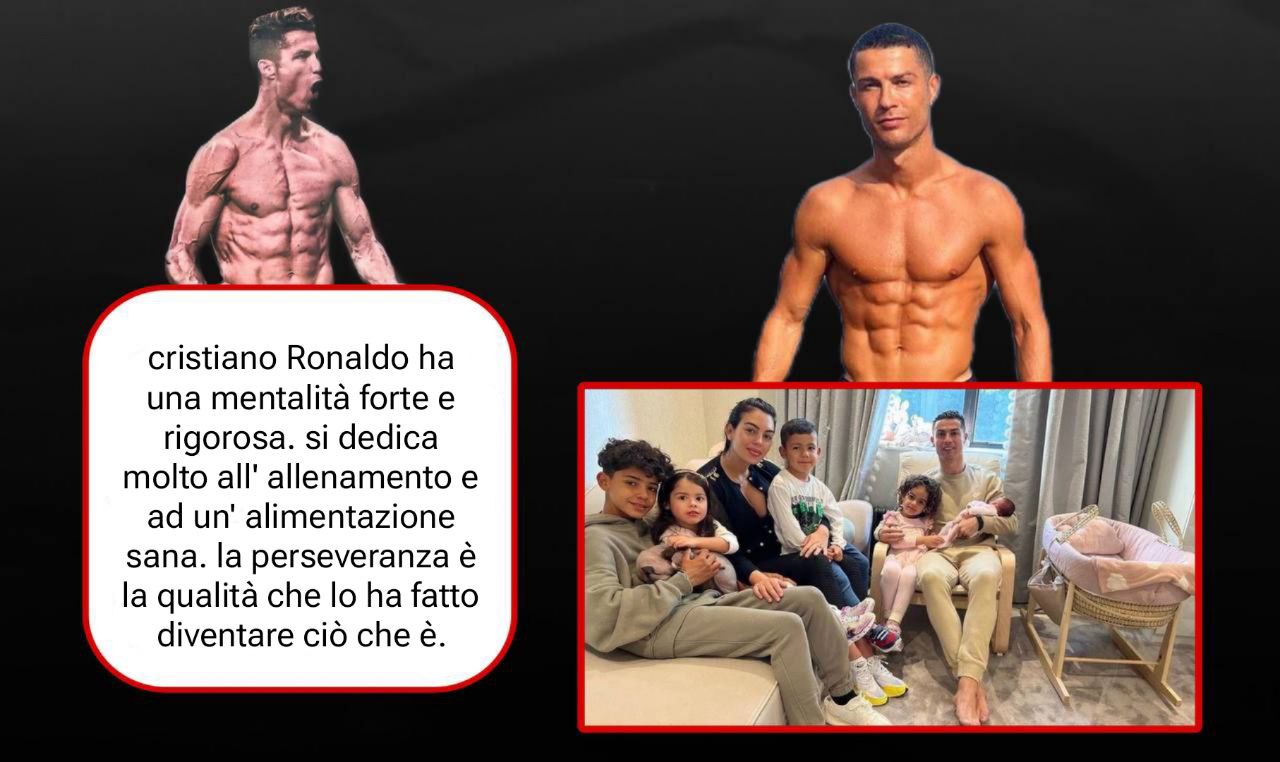 cristiano Ronaldo ha
una mentalità forte e
rigorosa. si dedica
molto all' allenamento e
ad un' alimentazione
sana. la perseveranza è
la qualità che lo ha fatto
diventare ciò che è.